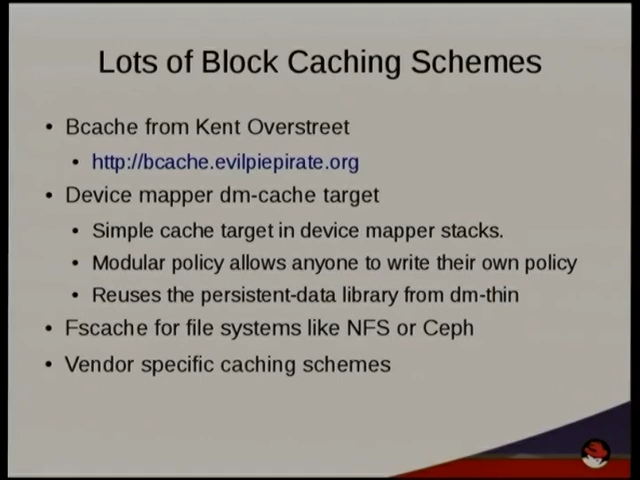 Lots of Block Caching Schemes
• Bcache from Kent Overstreet
• http://bcache.evilpiepirate.org
• Device mapper dm-cache target
• Simple cache target in device mapper stacks.
• Modular policy allows anyone to write their own policy
• Reuses the persistent-data library from dm-thin
• Fscache for file systems like NFS or Ceph
• Vendor specific caching schemes